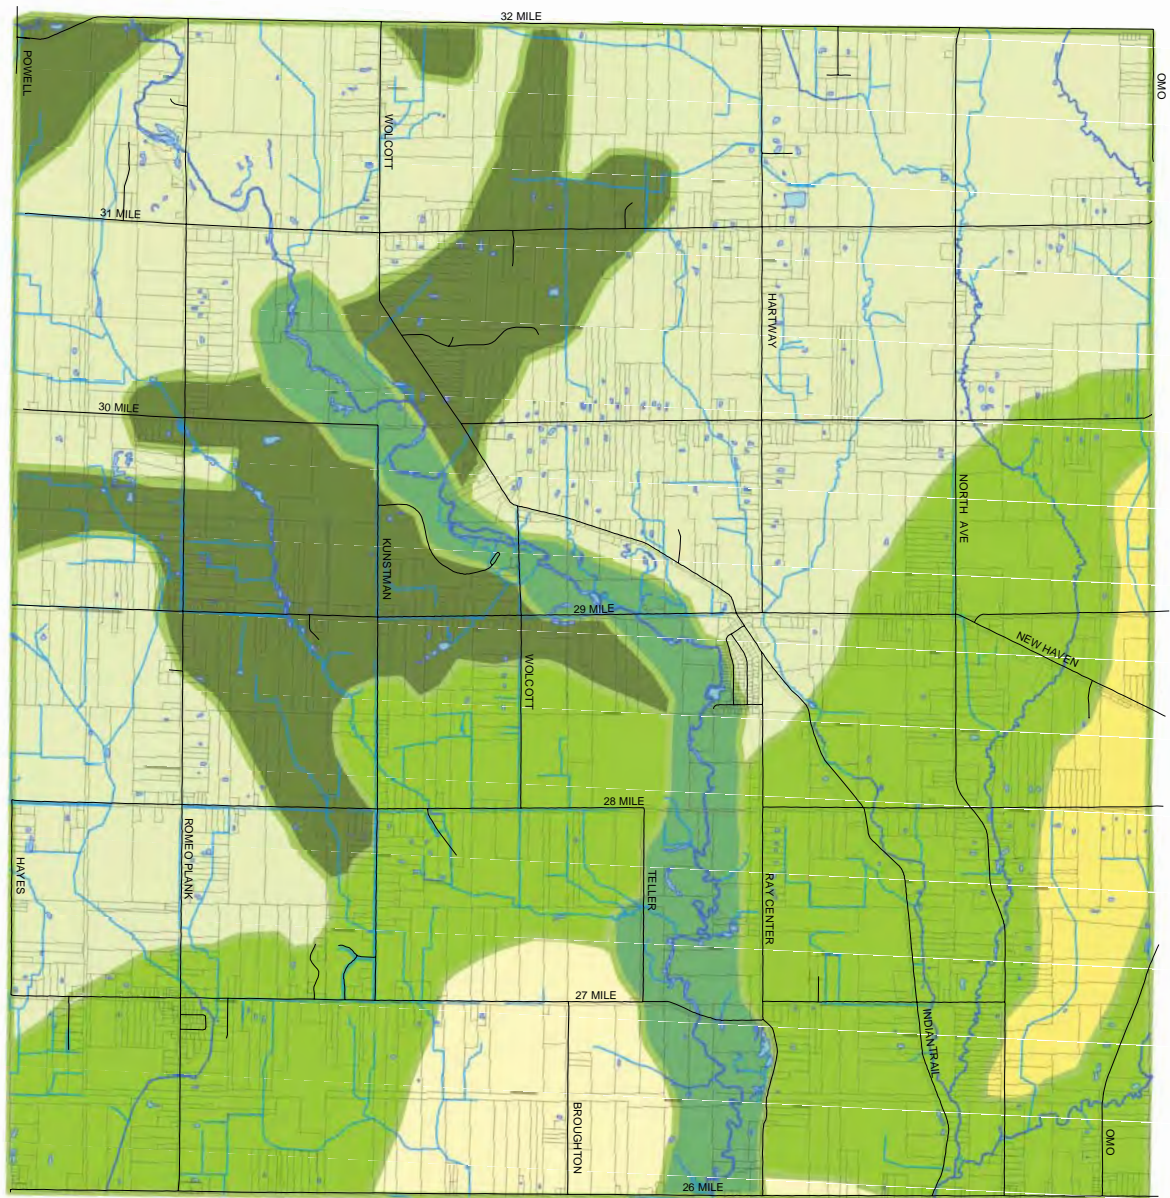 32 MILE
POWELL
OMO
WOLCOTT
31 MILE
HARTWAY
30 MILE
NORTH AVE
KUNSTMAN
29 MILE
NEW HAVEN
WOLCOTT
28 MILE
ROMEO PLANK
HAYES
TELLER
RAY CENTER
27 MILE
INDIAN TRAIL
BROUGHTON
OMO
26 MILE